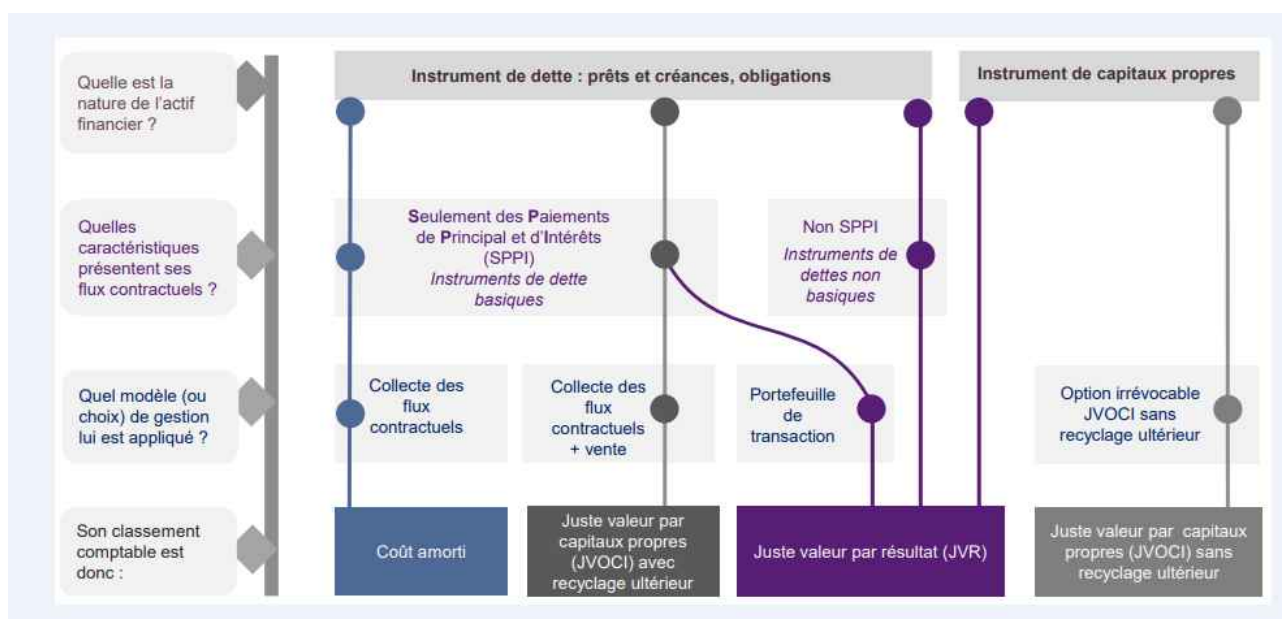 Quelle est la
nature de l'actif
financier ?
Instrument de dette : prêts et créances, obligations
Instrument de capitaux propres
Quelles
caractéristiques
présentent ses
flux contractuels ?
Seulement des Paiements
de Principal et d'Intérêts
(SPPI)
Instruments de dette
basiques
Non SPPI
Instruments de
dettes non
basiques
Quel modèle (ou
choix) de gestion
lui est appliqué ?
Collecte des
flux
contractuels
Collecte des
flux
contractuels
+ vente
Portefeuille
de
transaction
Option irrévocable
JVOCI sans
recyclage ultérieur
Son classement
comptable est
donc :
Coût amorti
Juste valeur par
capitaux propres
(JVOCI) avec
recyclage ultérieur
Juste valeur par résultat (JVR)
Juste valeur par capitaux
propres (JVOCI) sans
recyclage ultérieur